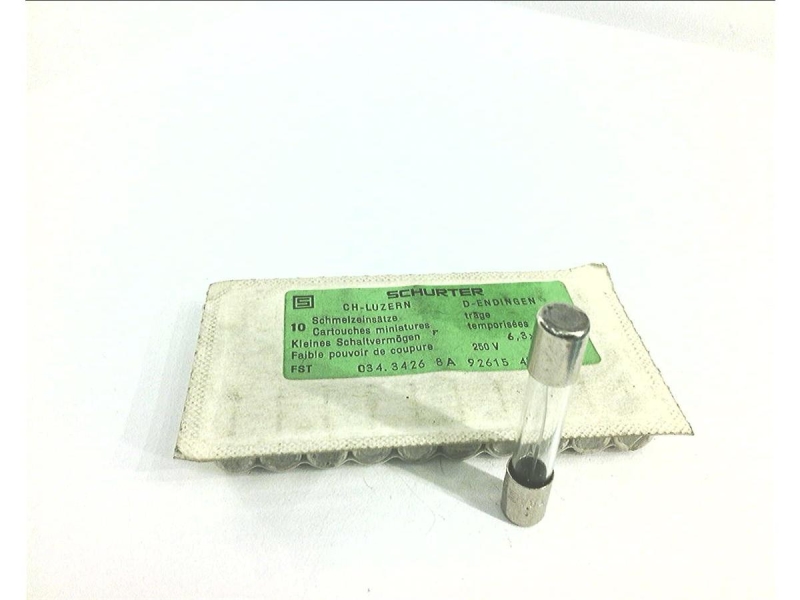 S SCHURTER
CH-LUZERN D-ENDINGEN
10 Schmelzeinsätze träge
Cartouches miniatures temporisées
Kleines Schaltvermögen F 6,3x
Faible pouvoir de coupure 250 V
FST 034.3426 8A 92615